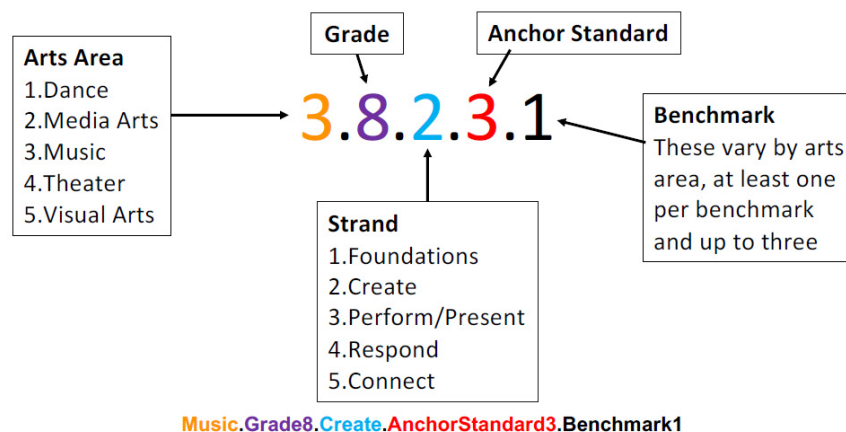 Grade
Anchor Standard
Arts Area
1.Dance
2.Media Arts
3.Music
4.Theater
5.Visual Arts
3.8.2.3.1
Benchmark
These vary by arts
area, at least one
per benchmark
and up to three
Strand
1.Foundations
2.Create
3.Perform/Present
4.Respond
5.Connect
Music.Grade8.Create.AnchorStandard3.Benchmark1